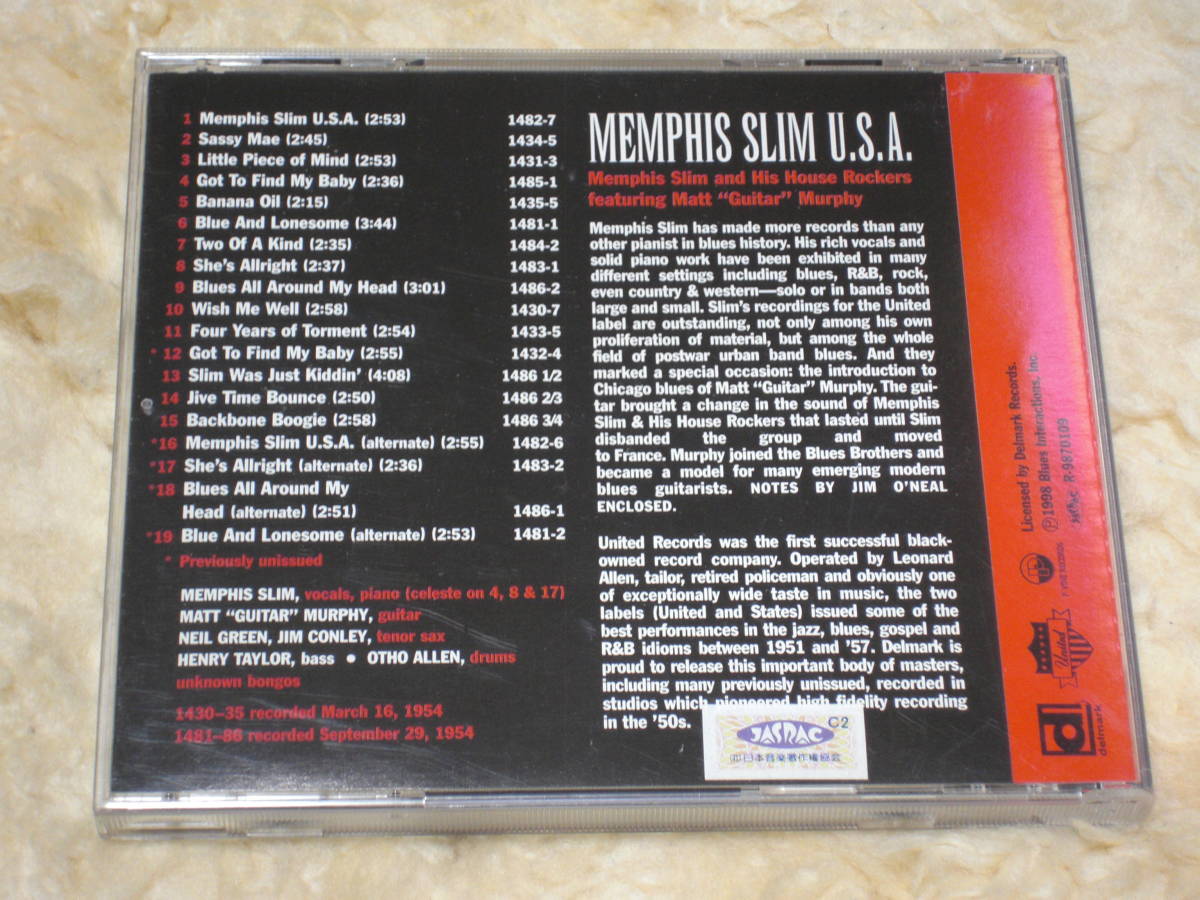 1 Memphis Slim U.S.A. (2:53) 1482-7
2 Sassy Mae (2:45) 1434-5
3 Little Piece of Mind (2:53) 1431-3
4 Got To Find My Baby (2:36) 1485-1
5 Banana Oil (2:15) 1435-5
6 Blue And Lonesome (3:44) 1481-1
7 Two Of A Kind (2:35) 1484-2
8 She's Allright (2:37) 1483-1
9 Blues All Around My Head (3:01) 1486-2
10 Wish Me Well (2:58) 1430-7
11 Four Years of Torment (2:54) 1433-5
* 12 Got To Find My Baby (2:55) 1432-4
13 Slim Was Just Kiddin' (4:08) 1486 1/2
14 Jive Time Bounce (2:50) 1486 2/3
15 Backbone Boogie (2:58) 1486 3/4
*16 Memphis Slim U.S.A. (alternate) (2:55) 1482-6
*17 She's Allright (alternate) (2:36) 1483-2
*18 Blues All Around My
Head (alternate) (2:51) 1486-1
*19 Blue And Lonesome (alternate) (2:53) 1481-2
* Previously unissued
MEMPHIS SLIM, vocals, piano (celeste on 4, 8 & 17)
MATT "GUITAR" MURPHY, guitar
NEIL GREEN, JIM CONLEY, tenor sax
HENRY TAYLOR, bass • OTHO ALLEN, drums
unknown bongos
1430-35 recorded March 16, 1954
1481-86 recorded September 29, 1954
MEMPHIS SLIM U.S.A.
Memphis Slim and His House Rockers
featuring Matt "Guitar" Murphy
Memphis Slim has made more records than any
other pianist in blues history. His rich vocals and
solid piano work have been exhibited in many
different settings including blues, R&B, rock,
even country & western—solo or in bands both
large and small. Slim's recordings for the United
label are outstanding, not only among his own
proliferation of material, but among the whole
field of postwar urban band blues. And they
marked a special occasion: the introduction to
Chicago blues of Matt "Guitar" Murphy. The gui-
tar brought a change in the sound of Memphis
Slim & His House Rockers that lasted until Slim
disbanded the group and moved
to France. Murphy joined the Blues Brothers and
became a model for many emerging modern
blues guitarists. NOTES BY JIM O'NEAL
ENCLOSED.
United Records was the first successful black-
owned record company. Operated by Leonard
Allen, tailor, retired policeman and obviously one
of exceptionally wide taste in music, the two
labels (United and States) issued some of the
best performances in the jazz, blues, gospel and
R&B idioms between 1951 and '57. Delmark is
proud to release this important body of masters,
including many previously unissued, recorded in
studios which pioneered high fidelity recording
in the '50s.
JASRAC C2
(社)日本音楽著作権協会
Licensed by Delmark Records.
Ⓟ1998 Blues Interactions, Inc.
JASRAC R-9870109
P-VINE RECORDS
United
delmark